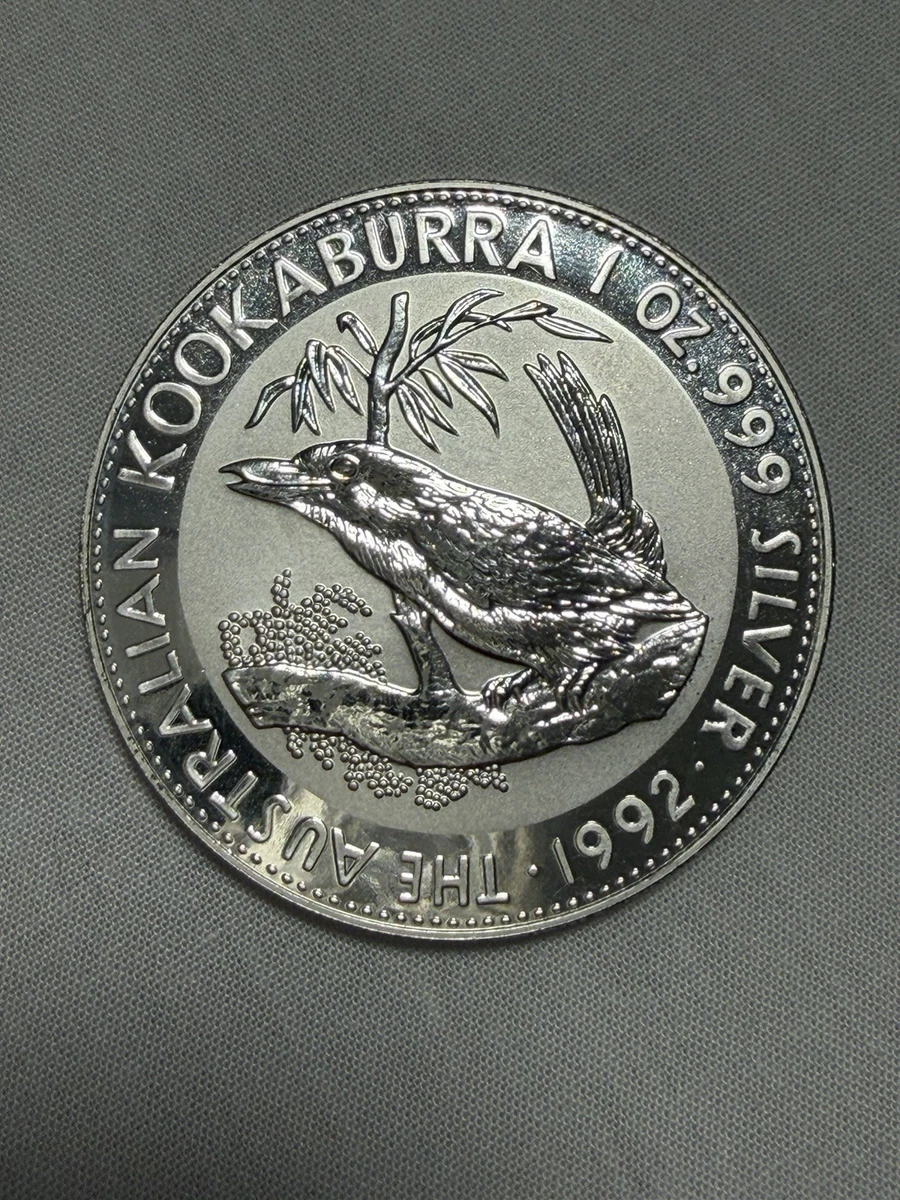 THE AUSTRALIAN KOOKABURRA 1 OZ. 999 SILVER · 1992 ·